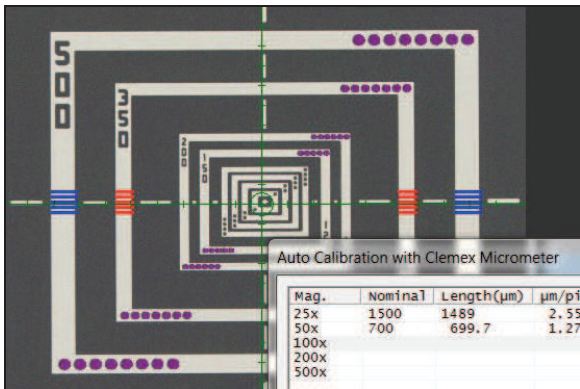 500
350
200
150
Auto Calibration with Clemex Micrometer
Mag. Nominal Length(µm) µm/pi
25x 1500 1489 2.55
50x 700 699.7 1.27
100x
200x
500x